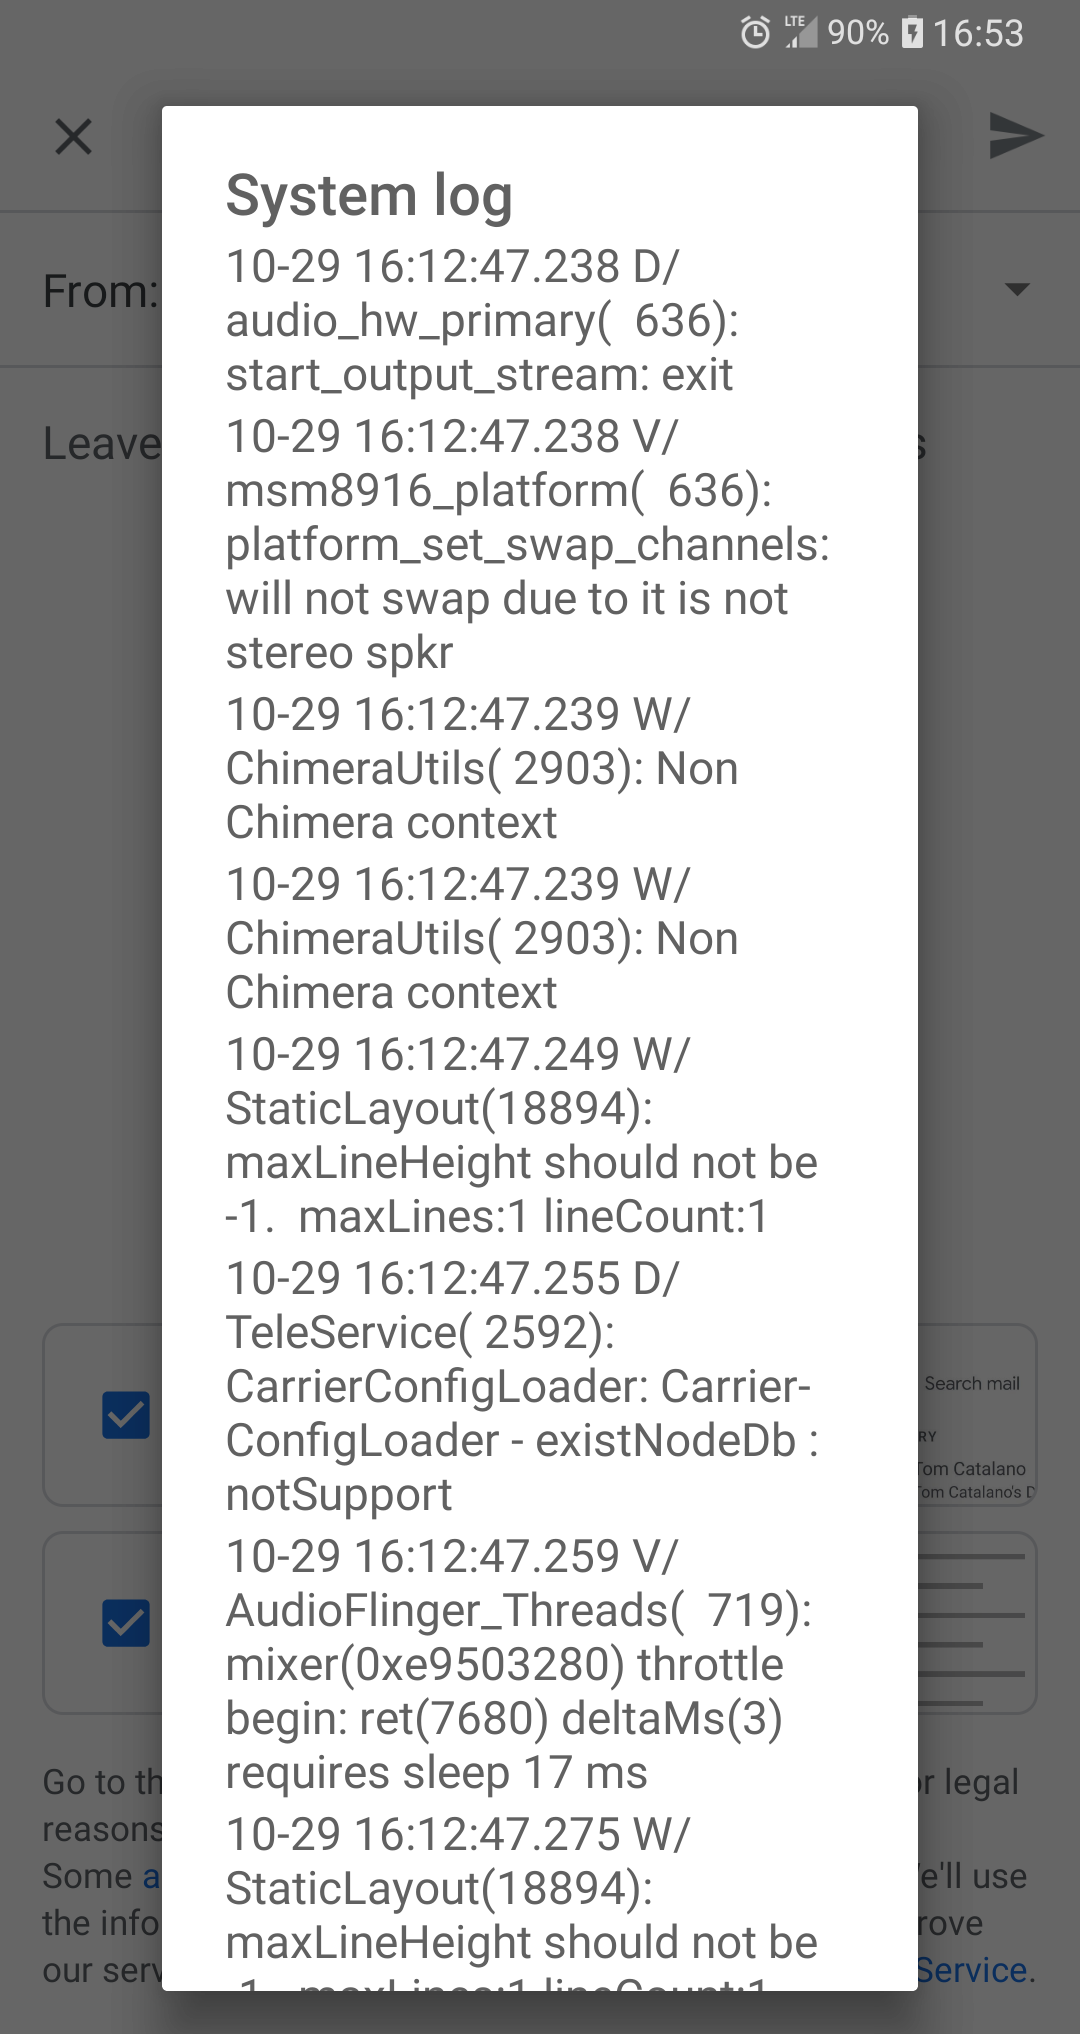 LTE 90% 16:53
System log
10-29 16:12:47.238 D/
audio_hw_primary(  636):
start_output_stream: exit
10-29 16:12:47.238 V/
msm8916_platform(  636):
platform_set_swap_channels:
will not swap due to it is not
stereo spkr
10-29 16:12:47.239 W/
ChimeraUtils( 2903): Non
Chimera context
10-29 16:12:47.239 W/
ChimeraUtils( 2903): Non
Chimera context
10-29 16:12:47.249 W/
StaticLayout(18894):
maxLineHeight should not be
-1.  maxLines:1 lineCount:1
10-29 16:12:47.255 D/
TeleService( 2592):
CarrierConfigLoader: Carrier-
ConfigLoader - existNodeDb :
notSupport
10-29 16:12:47.259 V/
AudioFlinger_Threads(  719):
mixer(0xe9503280) throttle
begin: ret(7680) deltaMs(3)
requires sleep 17 ms
10-29 16:12:47.275 W/
StaticLayout(18894):
maxLineHeight should not be
-1.  maxLines:1 lineCount:1
From:
Leave
Search mail
RY
Tom Catalano
Tom Catalano's D
Go to th
r legal
reasons
Some a
e'll use
the info
rove
our serv
Service.